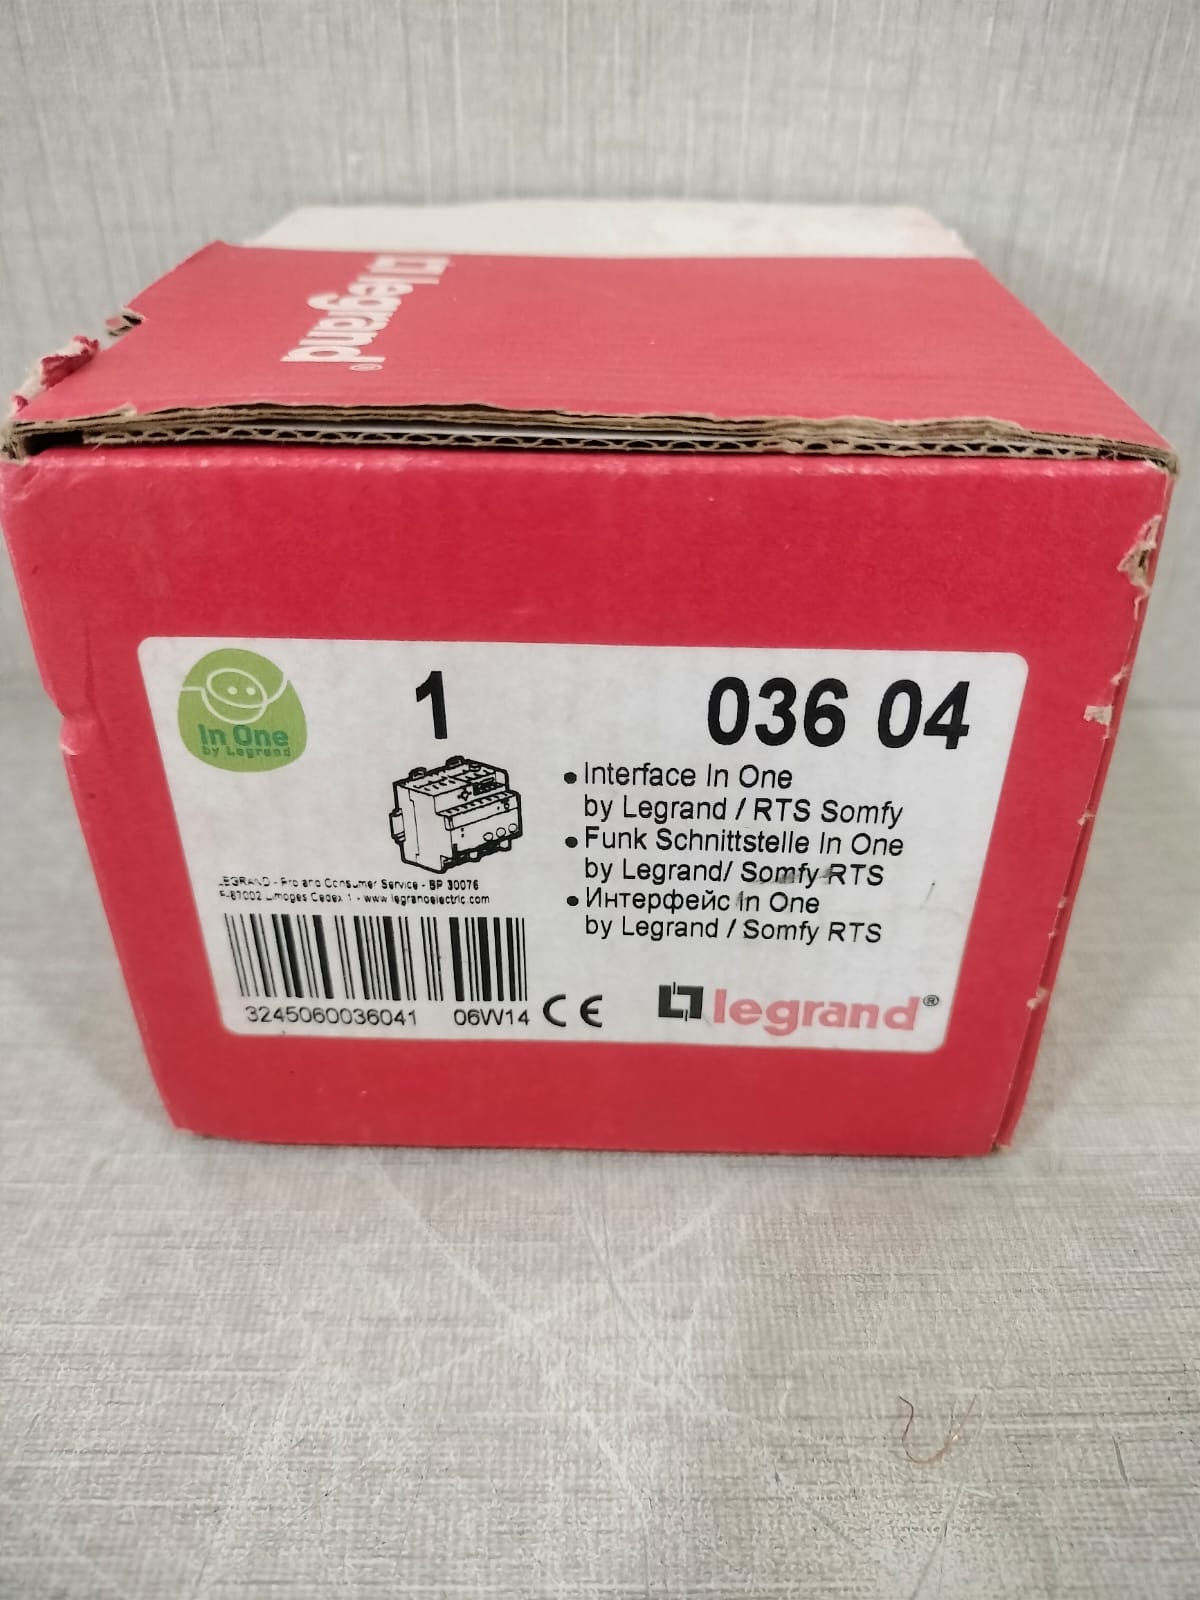 legrand®
In One
by Legrand
1
036 04
• Interface In One
by Legrand / RTS Somfy
• Funk Schnittstelle In One
by Legrand/ Somfy RTS
• Интерфейс In One
by Legrand / Somfy RTS
LEGRAND - Pro and Consumer Service - BP 30076
F-87002 Limoges Cedex 1 - www.legrandelectric.com
3245060036041 06W14 CE
legrand®